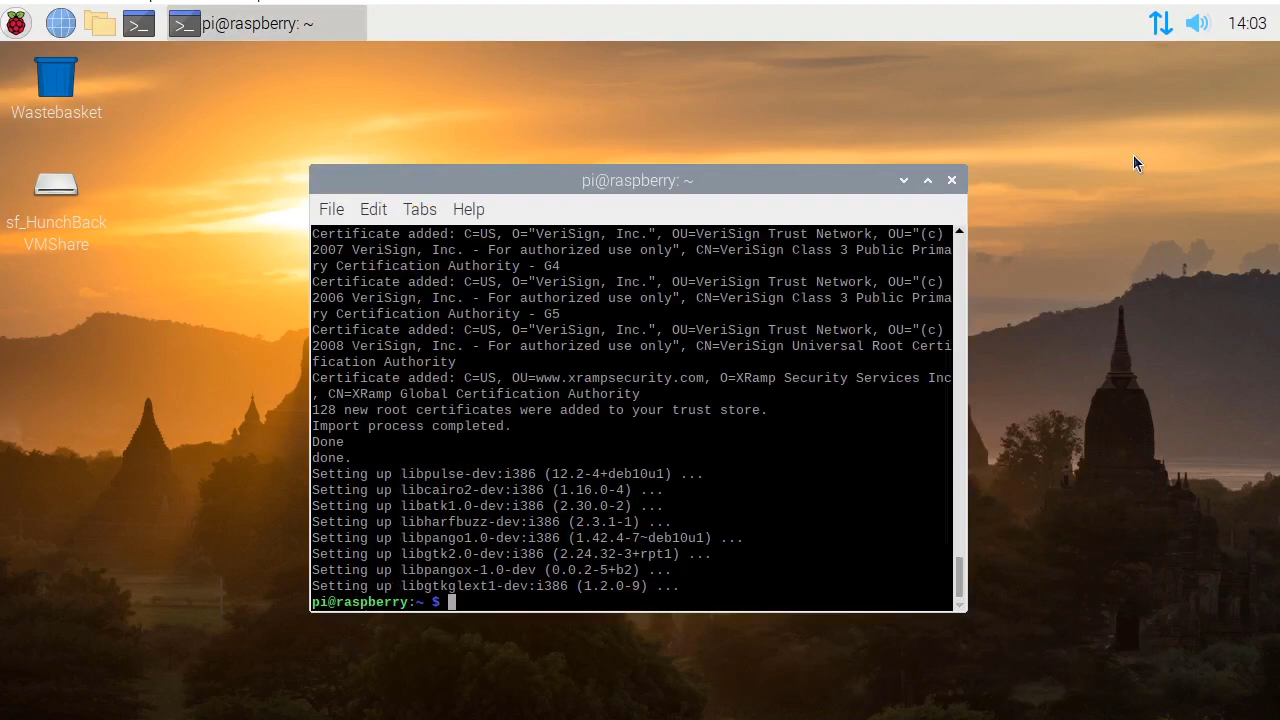 pi@raspberry: ~
14:03
Wastebasket
sf_HunchBack
VMShare
pi@raspberry: ~
File Edit Tabs Help
Certificate added: C=US, O="VeriSign, Inc.", OU=VeriSign Trust Network, OU="(c)
2007 VeriSign, Inc. - For authorized use only", CN=VeriSign Class 3 Public Prima
ry Certification Authority - G4
Certificate added: C=US, O="VeriSign, Inc.", OU=VeriSign Trust Network, OU="(c)
2006 VeriSign, Inc. - For authorized use only", CN=VeriSign Class 3 Public Prima
ry Certification Authority - G5
Certificate added: C=US, O="VeriSign, Inc.", OU=VeriSign Trust Network, OU="(c)
2008 VeriSign, Inc. - For authorized use only", CN=VeriSign Universal Root Certi
fication Authority
Certificate added: C=US, OU=www.xrampsecurity.com, O=XRamp Security Services Inc
, CN=XRamp Global Certification Authority
128 new root certificates were added to your trust store.
Import process completed.
Done
done.
Setting up libpulse-dev:i386 (12.2-4+deb10u1) ...
Setting up libcairo2-dev:i386 (1.16.0-4) ...
Setting up libatk1.0-dev:i386 (2.30.0-2) ...
Setting up libharfbuzz-dev:i386 (2.3.1-1) ...
Setting up libpango1.0-dev:i386 (1.42.4-7~deb10u1) ...
Setting up libgtk2.0-dev:i386 (2.24.32-3+rpt1) ...
Setting up libpangox-1.0-dev (0.0.2-5+b2) ...
Setting up libgtkglext1-dev:i386 (1.2.0-9) ...
pi@raspberry:~ $